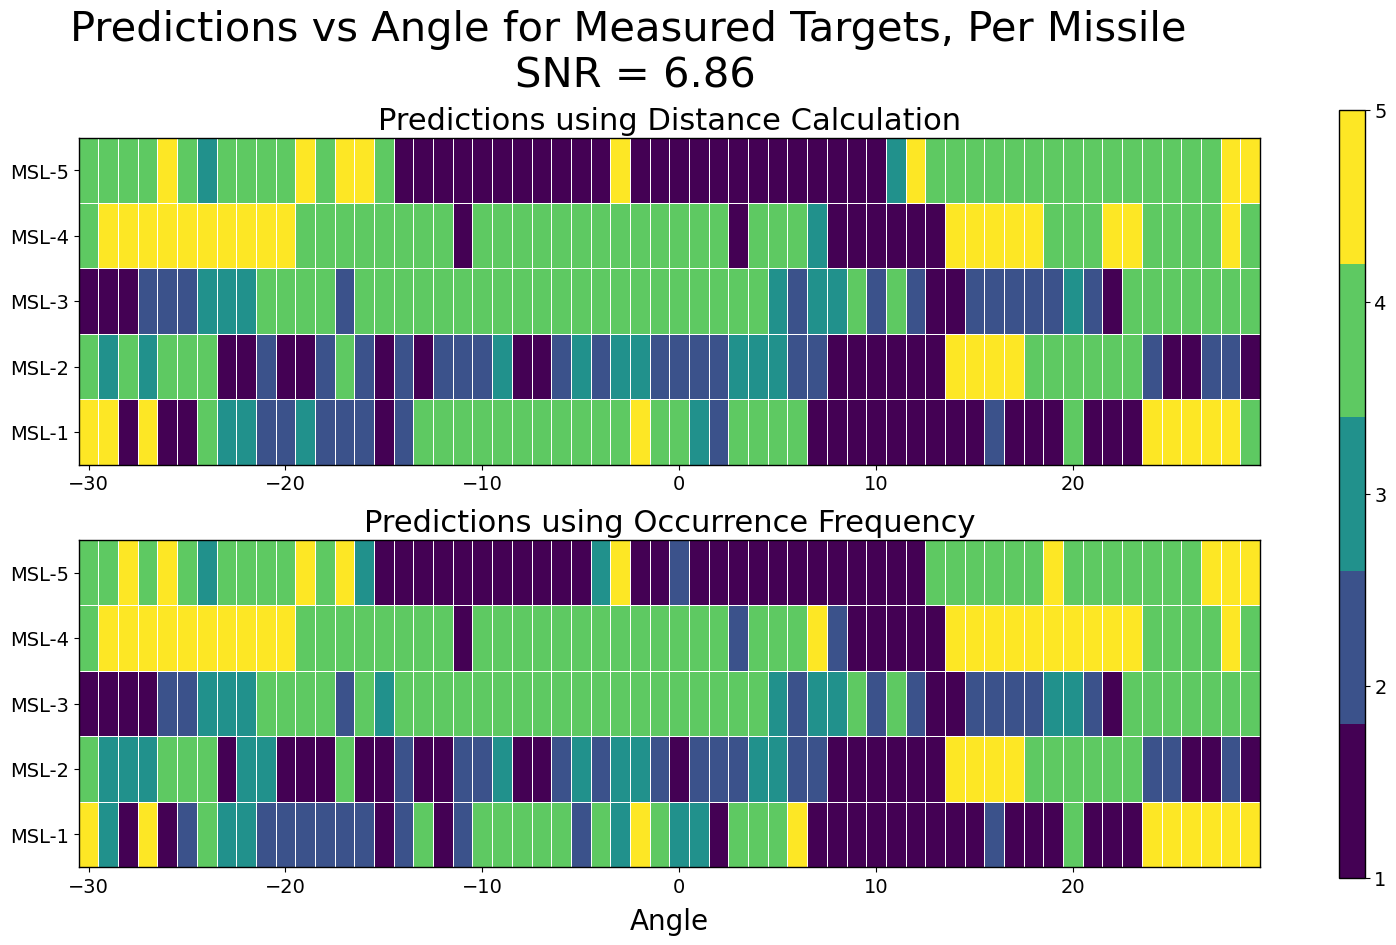 Predictions vs Angle for Measured Targets, Per Missile
SNR = 6.86
Predictions using Distance Calculation
MSL-5
MSL-4
MSL-3
MSL-2
MSL-1
−30 −20 −10 0 10 20
Predictions using Occurrence Frequency
MSL-5
MSL-4
MSL-3
MSL-2
MSL-1
−30 −20 −10 0 10 20
Angle
5
4
3
2
1